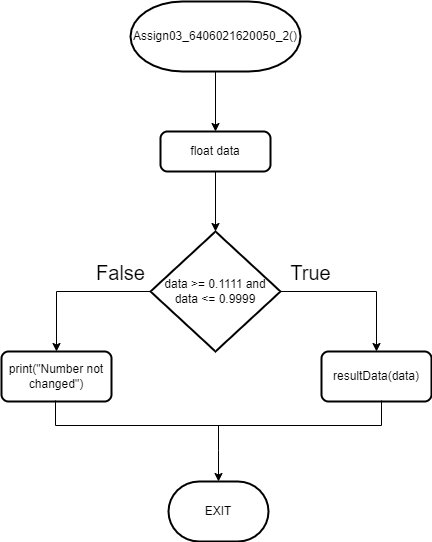 Assign03_6406021620050_2()
float data
False
True
data >= 0.1111 and
data <= 0.9999
print("Number not
changed")
resultData(data)
EXIT